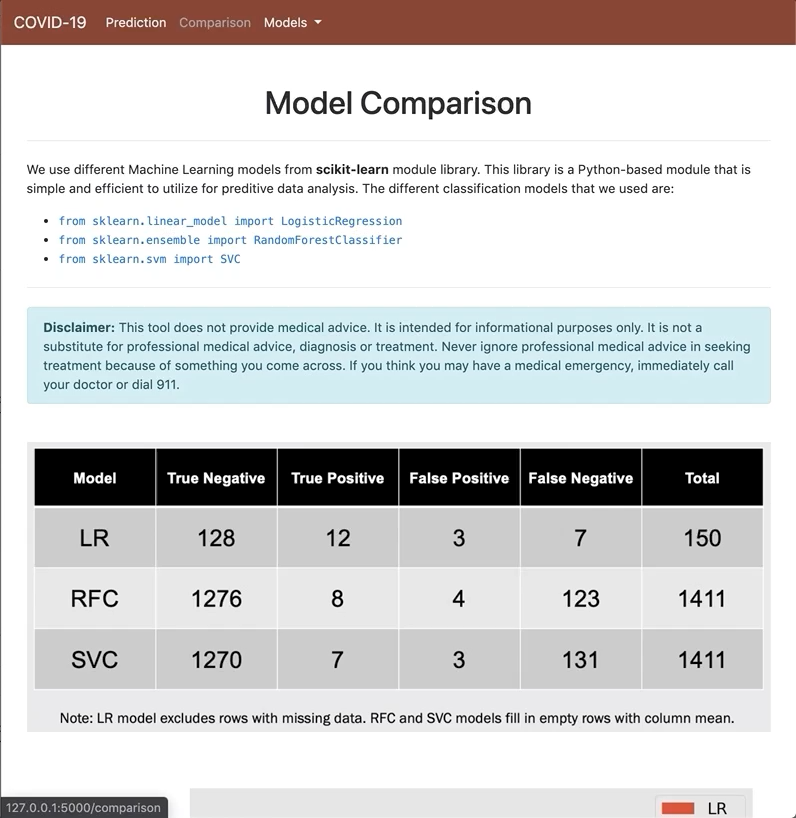 COVID-19 Prediction Comparison Models
Model Comparison
We use different Machine Learning models from scikit-learn module library. This library is a Python-based module that is
simple and efficient to utilize for preditive data analysis. The different classification models that we used are:
from sklearn.linear_model import LogisticRegression
from sklearn.ensemble import RandomForestClassifier
from sklearn.svm import SVC
Disclaimer: This tool does not provide medical advice. It is intended for informational purposes only. It is not a
substitute for professional medical advice, diagnosis or treatment. Never ignore professional medical advice in seeking
treatment because of something you come across. If you think you may have a medical emergency, immediately call
your doctor or dial 911.
Model True Negative True Positive False Positive False Negative Total
LR 128 12 3 7 150
RFC 1276 8 4 123 1411
SVC 1270 7 3 131 1411
Note: LR model excludes rows with missing data. RFC and SVC models fill in empty rows with column mean.
127.0.0.1:5000/comparison
LR